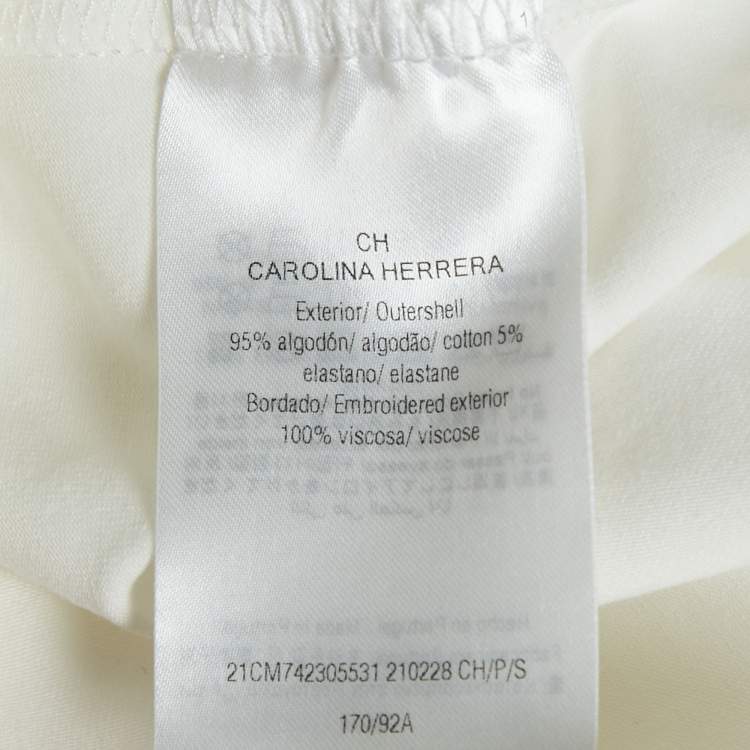 CH
CAROLINA HERRERA
Exterior/ Outershell
95% algodón/ algodão/ cotton 5%
elastano/ elastane
Bordado/ Embroidered exterior
100% viscosa/ viscose
21CM742305531 210228 CH/P/S
170/92A